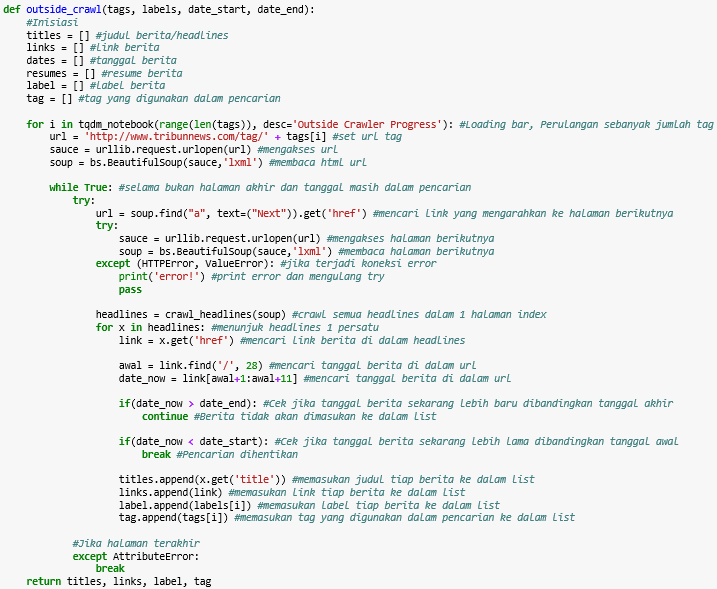 def outside_crawl(tags, labels, date_start, date_end):
    #Inisiasi
    titles = [] #judul berita/headlines
    links = [] #link berita
    dates = [] #tanggal berita
    resumes = [] #resume berita
    label = [] #label berita
    tag = [] #tag yang digunakan dalam pencarian

    for i in tqdm_notebook(range(len(tags)), desc='Outside Crawler Progress'): #Loading bar, Perulangan sebanyak jumlah tag
        url = 'http://www.tribunnews.com/tag/' + tags[i] #set url tag
        sauce = urllib.request.urlopen(url) #mengakses url
        soup = bs.BeautifulSoup(sauce,'lxml') #membaca html url

        while True: #selama bukan halaman akhir dan tanggal masih dalam pencarian
            try:
                url = soup.find("a", text=("Next")).get('href') #mencari link yang mengarahkan ke halaman berikutnya
                try:
                    sauce = urllib.request.urlopen(url) #mengakses halaman berikutnya
                    soup = bs.BeautifulSoup(sauce,'lxml') #membaca halaman berikutnya
                except (HTTPError, ValueError): #jika terjadi koneksi error
                    print('error!') #print error dan mengulang try
                    pass

                headlines = crawl_headlines(soup) #crawl semua headlines dalam 1 halaman index
                for x in headlines: #menunjuk headlines 1 persatu
                    link = x.get('href') #mencari link berita di dalam headlines

                    awal = link.find('/', 28) #mencari tanggal berita di dalam url
                    date_now = link[awal+1:awal+11] #mencari tanggal berita di dalam url

                    if(date_now > date_end): #Cek jika tanggal berita sekarang lebih baru dibandingkan tanggal akhir
                        continue #Berita tidak akan dimasukan ke dalam list

                    if(date_now < date_start): #Cek jika tanggal berita sekarang lebih lama dibandingkan tanggal awal
                        break #Pencarian dihentikan

                    titles.append(x.get('title')) #memasukan judul tiap berita ke dalam list
                    links.append(link) #memasukan link tiap berita ke dalam list
                    label.append(labels[i]) #memasukan label tiap berita ke dalam list
                    tag.append(tags[i]) #memasukan tag yang digunakan dalam pencarian ke dalam list

            #Jika halaman terakhir
            except AttributeError:
                break
    return titles, links, label, tag